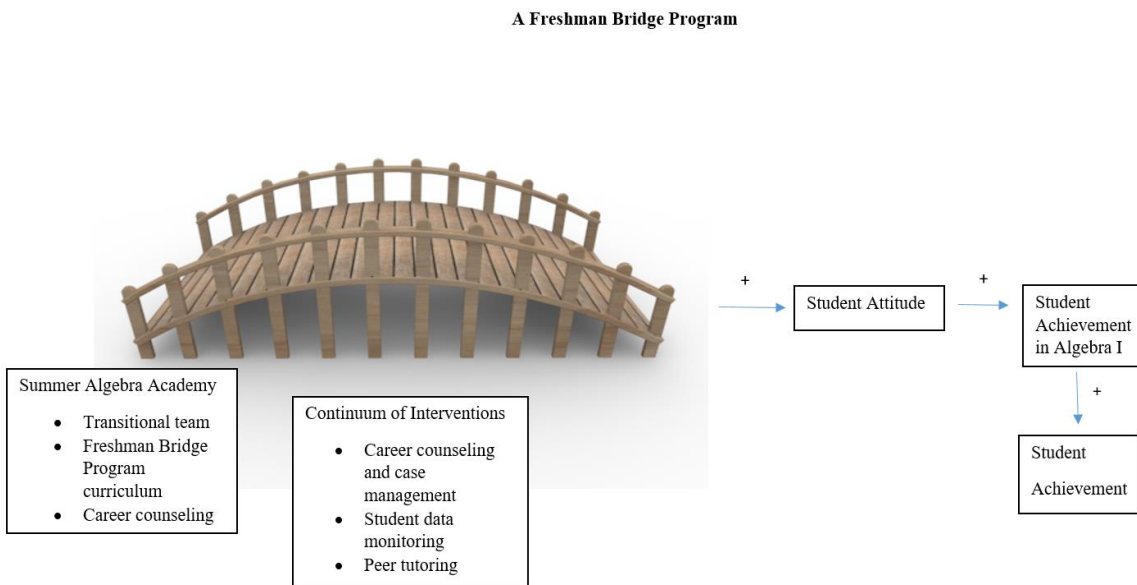 A Freshman Bridge Program
+
Student Attitude
+
Student
Achievement
in Algebra I
+
Student
Achievement
Summer Algebra Academy
• Transitional team
• Freshman Bridge
Program
curriculum
• Career counseling
Continuum of Interventions
• Career counseling
and case
management
• Student data
monitoring
• Peer tutoring